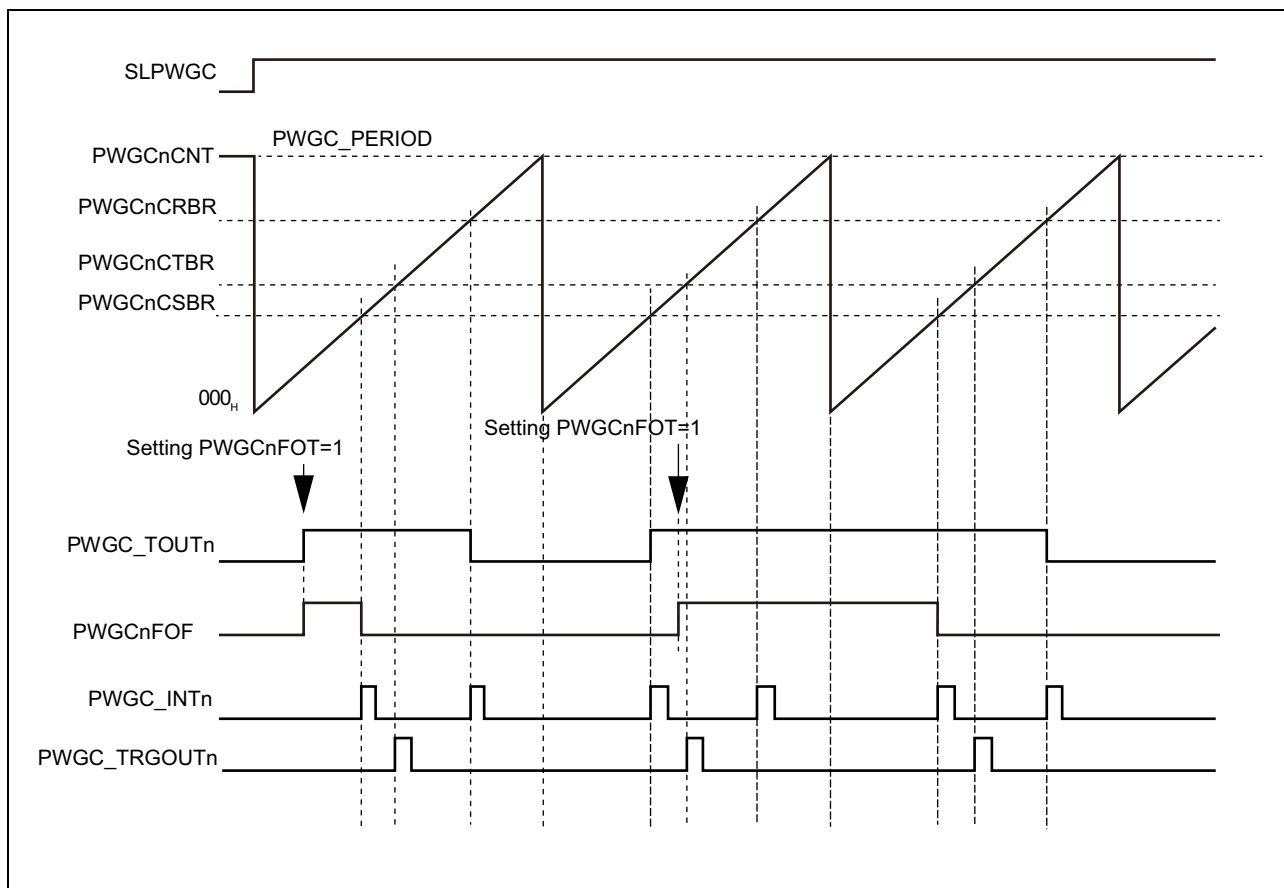 SLPWGC
PWGC_PERIOD
PWGCnCNT
PWGCnCRBR
PWGCnCTBR
PWGCnCSBR
000H
Setting PWGCnFOT=1
Setting PWGCnFOT=1
PWGC_TOUTn
PWGCnFOF
PWGC_INTn
PWGC_TRGOUTn